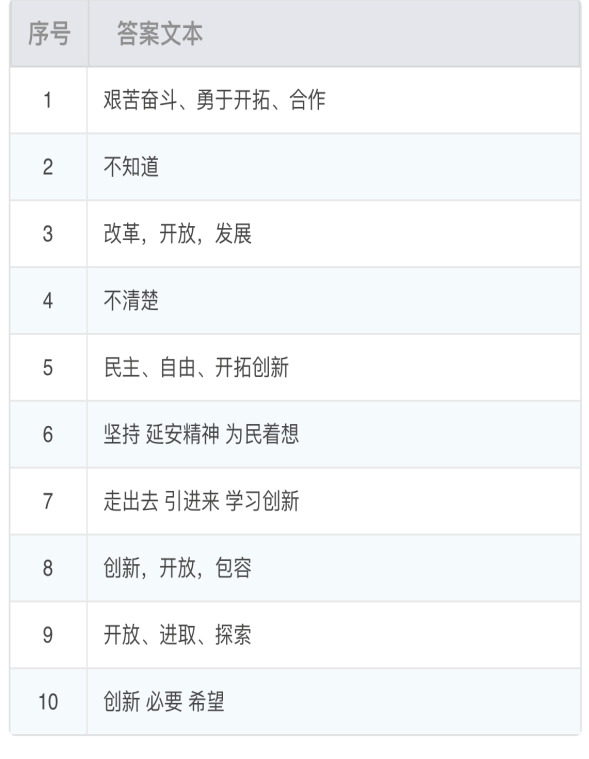 序号 答案文本
1 艰苦奋斗、勇于开拓、合作
2 不知道
3 改革，开放，发展
4 不清楚
5 民主、自由、开拓创新
6 坚持 延安精神 为民着想
7 走出去 引进来 学习创新
8 创新，开放，包容
9 开放、进取、探索
10 创新 必要 希望